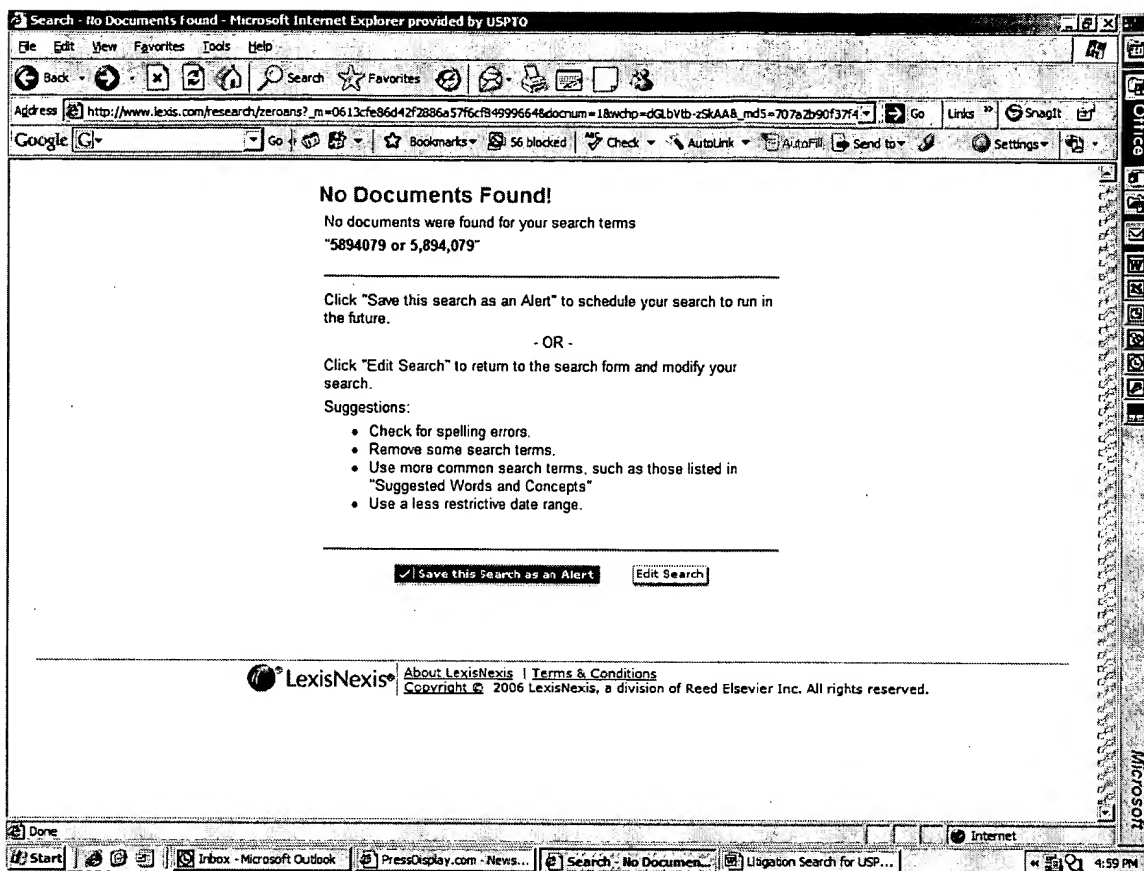 Search - No Documents Found - Microsoft Internet Explorer provided by USPTO
File Edit View Favorites Tools Help
Back Search Favorites
Address http://www.lexis.com/research/zeroans?_m=0613cfe86d42f2886a57f6cf84999664&docnum=1&wchp=dGLbVtb-zSkAA&_md5=707a2b90f37f4 Go Links » SnagIt
Google G Go Bookmarks 56 blocked Check AutoLink AutoFill Send to Settings
Office
No Documents Found!
No documents were found for your search terms
"5894079 or 5,894,079"
Click "Save this search as an Alert" to schedule your search to run in
the future.
- OR -
Click "Edit Search" to return to the search form and modify your
search.
Suggestions:
• Check for spelling errors.
• Remove some search terms.
• Use more common search terms, such as those listed in
"Suggested Words and Concepts"
• Use a less restrictive date range.
Save this Search as an Alert Edit Search
LexisNexis® About LexisNexis | Terms & Conditions
Copyright © 2006 LexisNexis, a division of Reed Elsevier Inc. All rights reserved.
Microsoft
Done Internet
Start Inbox - Microsoft Outlook PressDisplay.com - News... Search - No Documen... Litigation Search for USP... « 4:59 PM